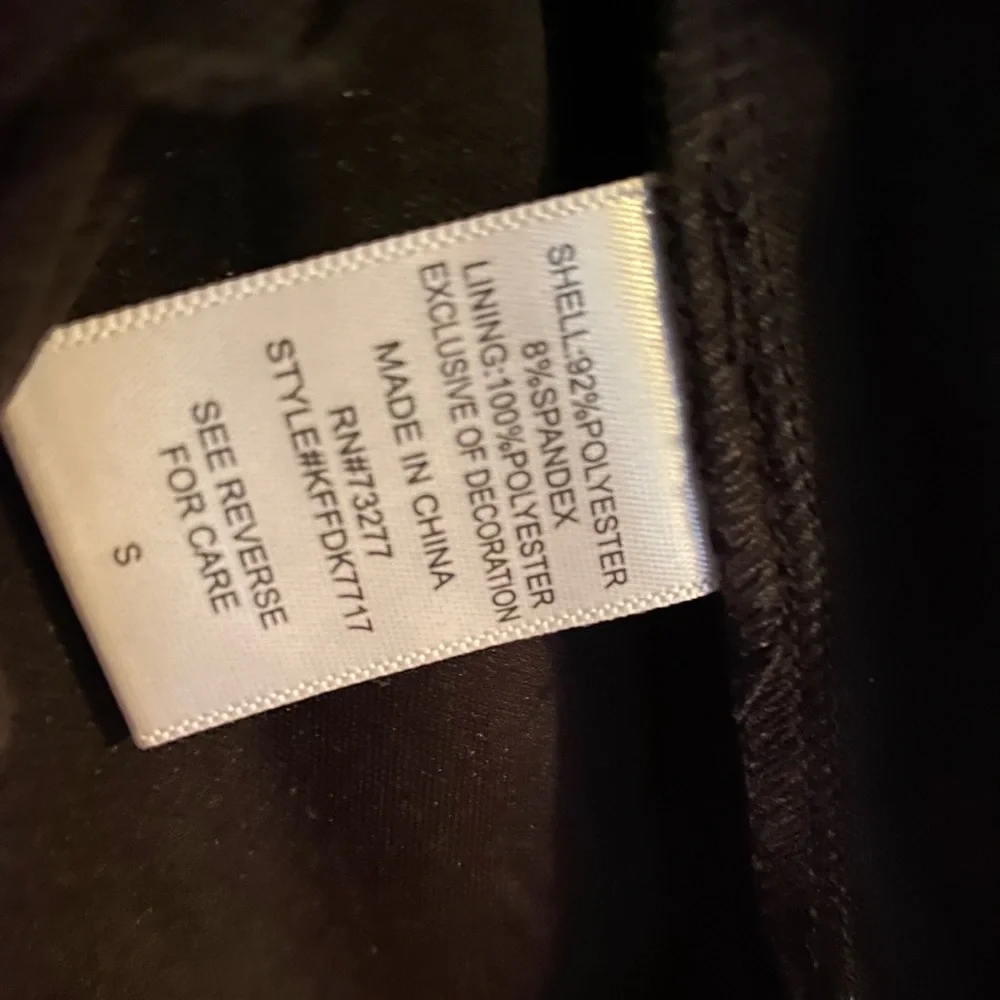 SHELL:92%POLYESTER
8%SPANDEX
LINING:100%POLYESTER
EXCLUSIVE OF DECORATION
MADE IN CHINA
RN#73277
STYLE#KFFDK7717
SEE REVERSE
FOR CARE
S